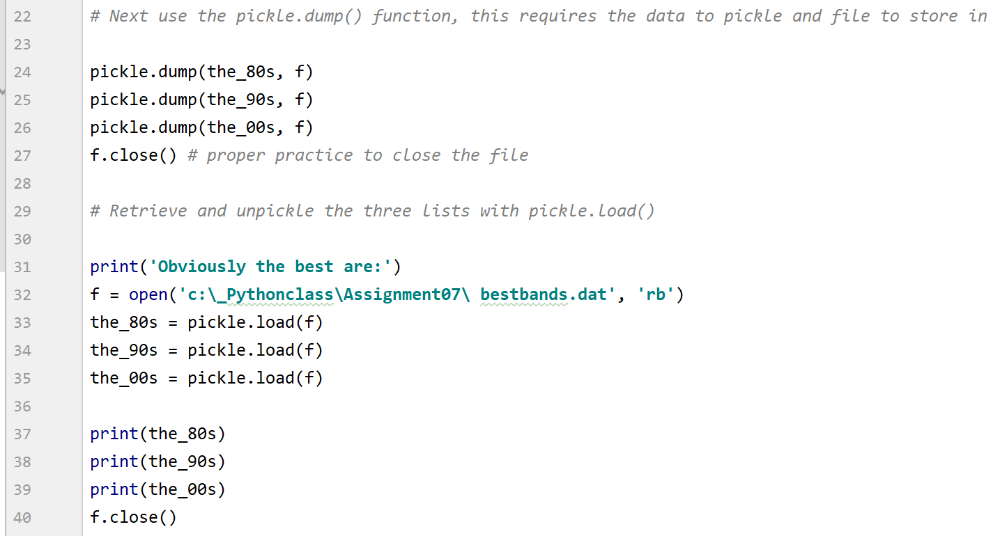 22 # Next use the pickle.dump() function, this requires the data to pickle and file to store in
23
24 pickle.dump(the_80s, f)
25 pickle.dump(the_90s, f)
26 pickle.dump(the_00s, f)
27 f.close() # proper practice to close the file
28
29 # Retrieve and unpickle the three lists with pickle.load()
30
31 print('Obviously the best are:')
32 f = open('c:\_Pythonclass\Assignment07\ bestbands.dat', 'rb')
33 the_80s = pickle.load(f)
34 the_90s = pickle.load(f)
35 the_00s = pickle.load(f)
36
37 print(the_80s)
38 print(the_90s)
39 print(the_00s)
40 f.close()